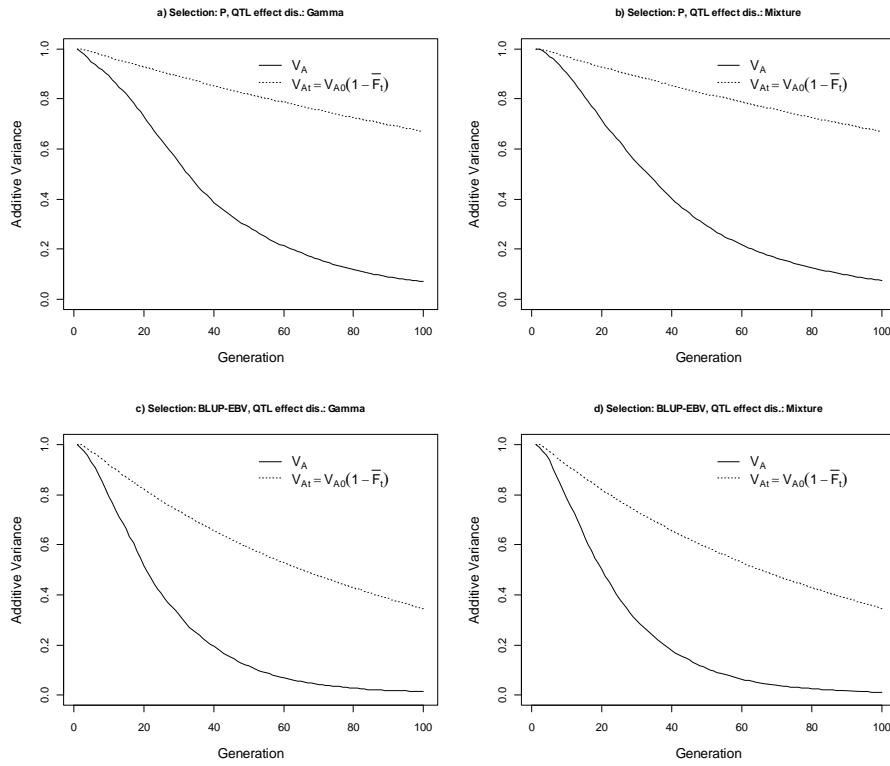 a) Selection: P, QTL effect dis.: Gamma
V_A
V_At = V_A0(1 − F̅_t)
Additive Variance
1.0
0.8
0.6
0.4
0.2
0.0
0 20 40 60 80 100
Generation
b) Selection: P, QTL effect dis.: Mixture
V_A
V_At = V_A0(1 − F̅_t)
Additive Variance
1.0
0.8
0.6
0.4
0.2
0.0
0 20 40 60 80 100
Generation
c) Selection: BLUP-EBV, QTL effect dis.: Gamma
V_A
V_At = V_A0(1 − F̅_t)
Additive Variance
1.0
0.8
0.6
0.4
0.2
0.0
0 20 40 60 80 100
Generation
d) Selection: BLUP-EBV, QTL effect dis.: Mixture
V_A
V_At = V_A0(1 − F̅_t)
Additive Variance
1.0
0.8
0.6
0.4
0.2
0.0
0 20 40 60 80 100
Generation